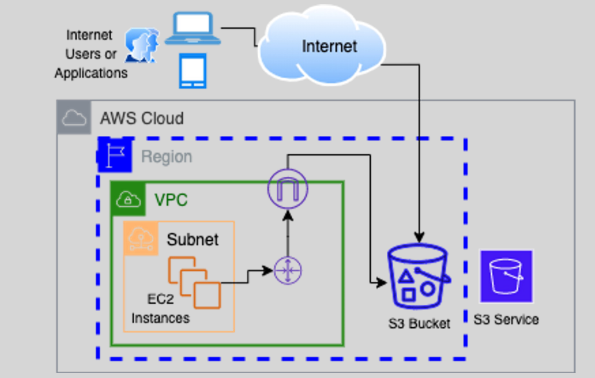 Internet
Users or
Applications
Internet
AWS Cloud
Region
VPC
Subnet
EC2
Instances
S3 Bucket
S3 Service